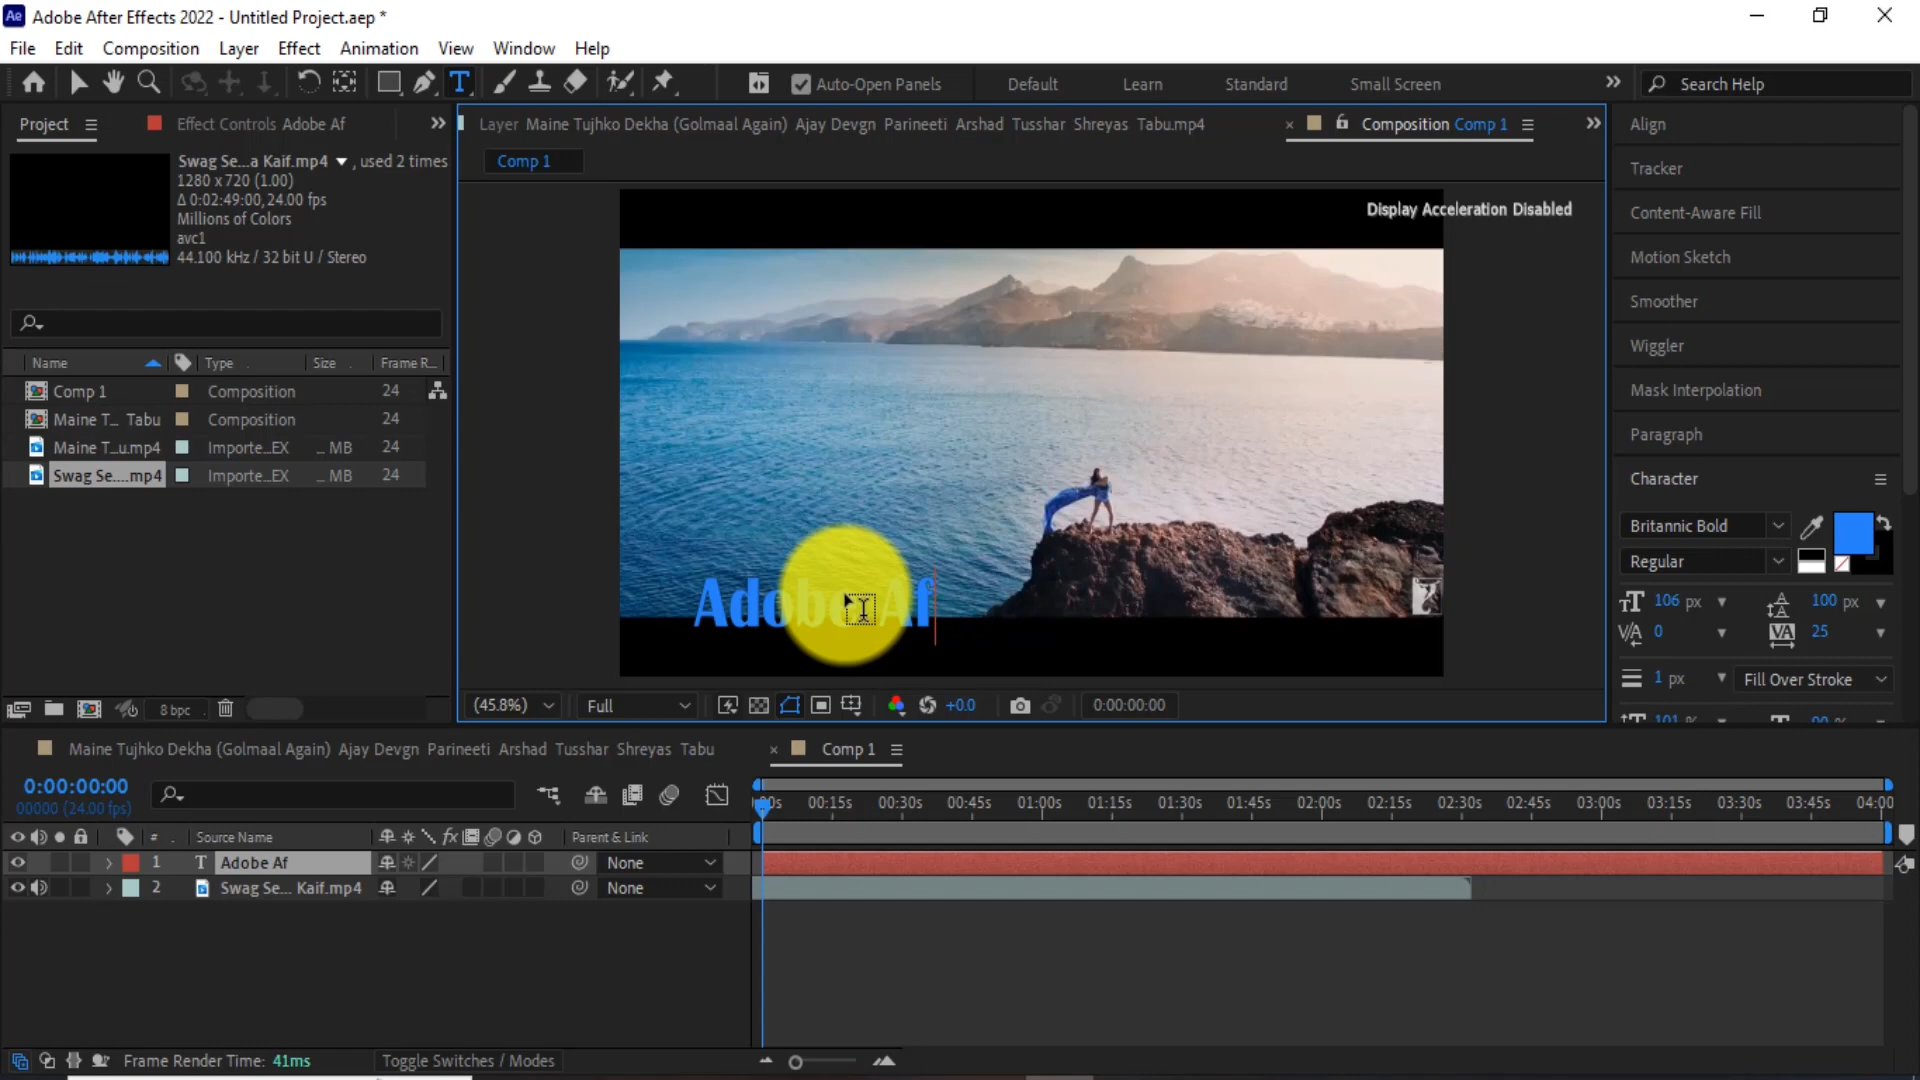 Adobe After Effects 2022 - Untitled Project.aep *
File Edit Composition Layer Effect Animation View Window Help
Auto-Open Panels Default Learn Standard Small Screen Search Help
Project Effect Controls Adobe Af
Layer Maine Tujhko Dekha (Golmaal Again) Ajay Devgn Parineeti Arshad Tusshar Shreyas Tabu.mp4
Composition Comp 1
Comp 1
Swag Se...a Kaif.mp4 , used 2 times
1280 x 720 (1.00)
Δ 0:02:49:00, 24.00 fps
Millions of Colors
avc1
44.100 kHz / 32 bit U / Stereo
Name Type Size Frame R...
Comp 1 Composition 24
Maine T... Tabu Composition 24
Maine T...u.mp4 Importe...EX ... MB 24
Swag Se....mp4 Importe...EX ... MB 24
8 bpc
Display Acceleration Disabled
Adobe Af
(45.8%) Full +0.0 0:00:00:00
Align
Tracker
Content-Aware Fill
Motion Sketch
Smoother
Wiggler
Mask Interpolation
Paragraph
Character
Britannic Bold
Regular
106 px 100 px
0 25
1 px Fill Over Stroke
Maine Tujhko Dekha (Golmaal Again) Ajay Devgn Parineeti Arshad Tusshar Shreyas Tabu
Comp 1
0:00:00:00
00000 (24.00 fps)
00:15s 00:30s 00:45s 01:00s 01:15s 01:30s 01:45s 02:00s 02:15s 02:30s 02:45s 03:00s 03:15s 03:30s 03:45s 04:00
# Source Name fx Parent & Link
1 T Adobe Af None
2 Swag Se... Kaif.mp4 None
Frame Render Time: 41ms Toggle Switches / Modes